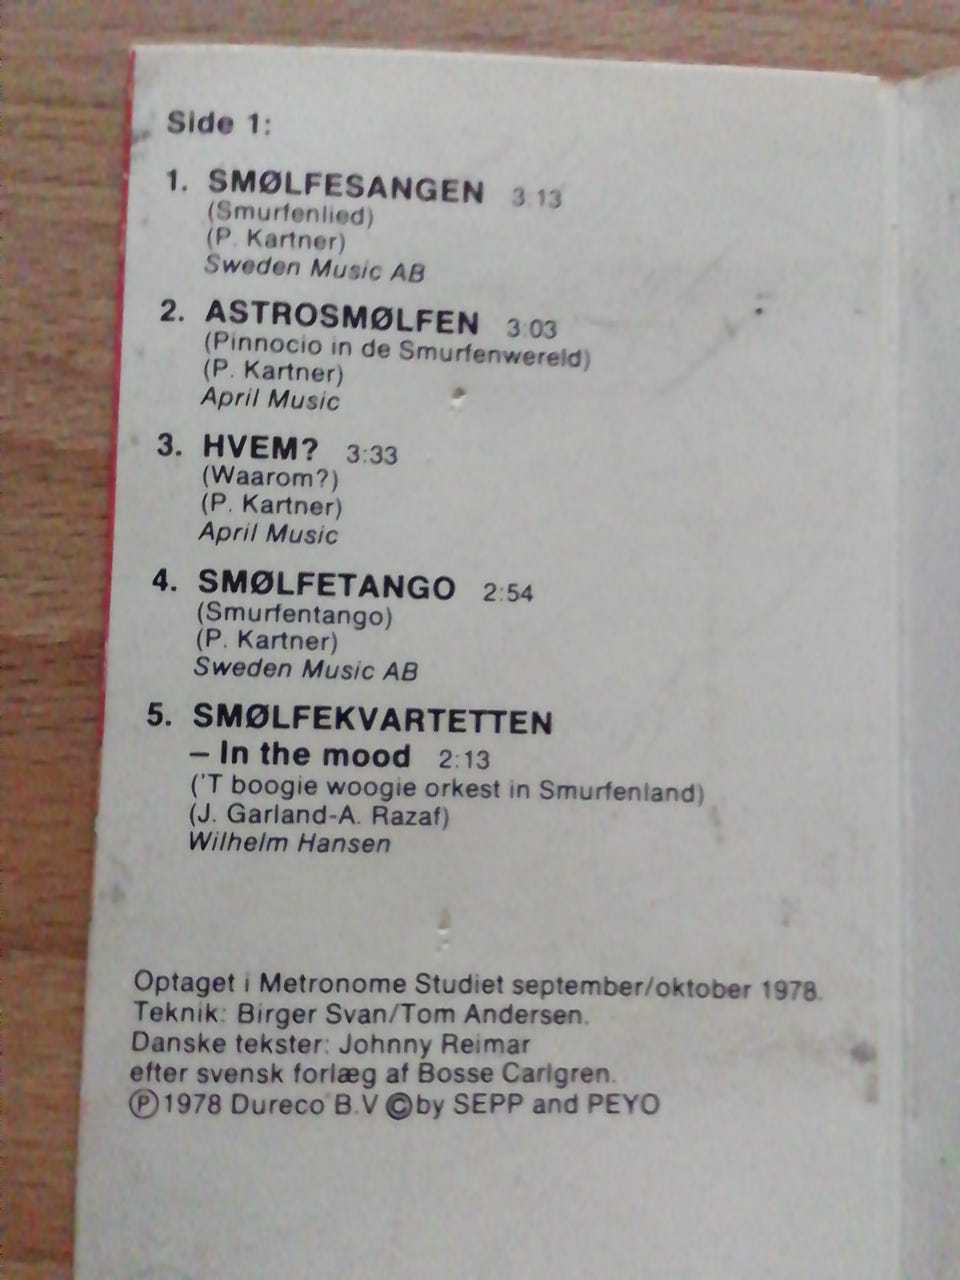 Side 1:
1. SMØLFESANGEN 3:13
(Smurfenlied)
(P. Kartner)
Sweden Music AB
2. ASTROSMØLFEN 3:03
(Pinnocio in de Smurfenwereld)
(P. Kartner)
April Music
3. HVEM? 3:33
(Waarom?)
(P. Kartner)
April Music
4. SMØLFETANGO 2:54
(Smurfentango)
(P. Kartner)
Sweden Music AB
5. SMØLFEKVARTETTEN
– In the mood 2:13
('T boogie woogie orkest in Smurfenland)
(J. Garland-A. Razaf)
Wilhelm Hansen
Optaget i Metronome Studiet september/oktober 1978.
Teknik: Birger Svan/Tom Andersen.
Danske tekster: Johnny Reimar
efter svensk forlæg af Bosse Carlgren.
Ⓟ1978 Dureco B.V ©by SEPP and PEYO